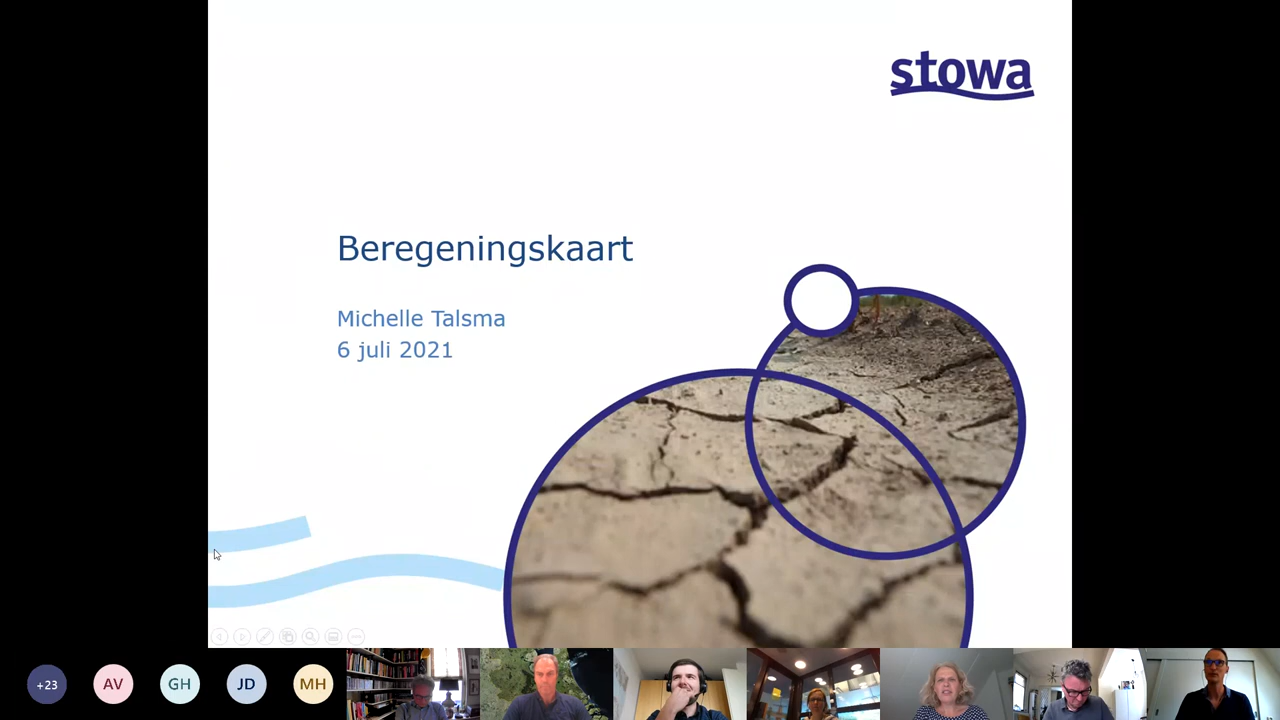 stowa
Beregeningskaart
Michelle Talsma
6 juli 2021
+23
AV
GH
JD
MH